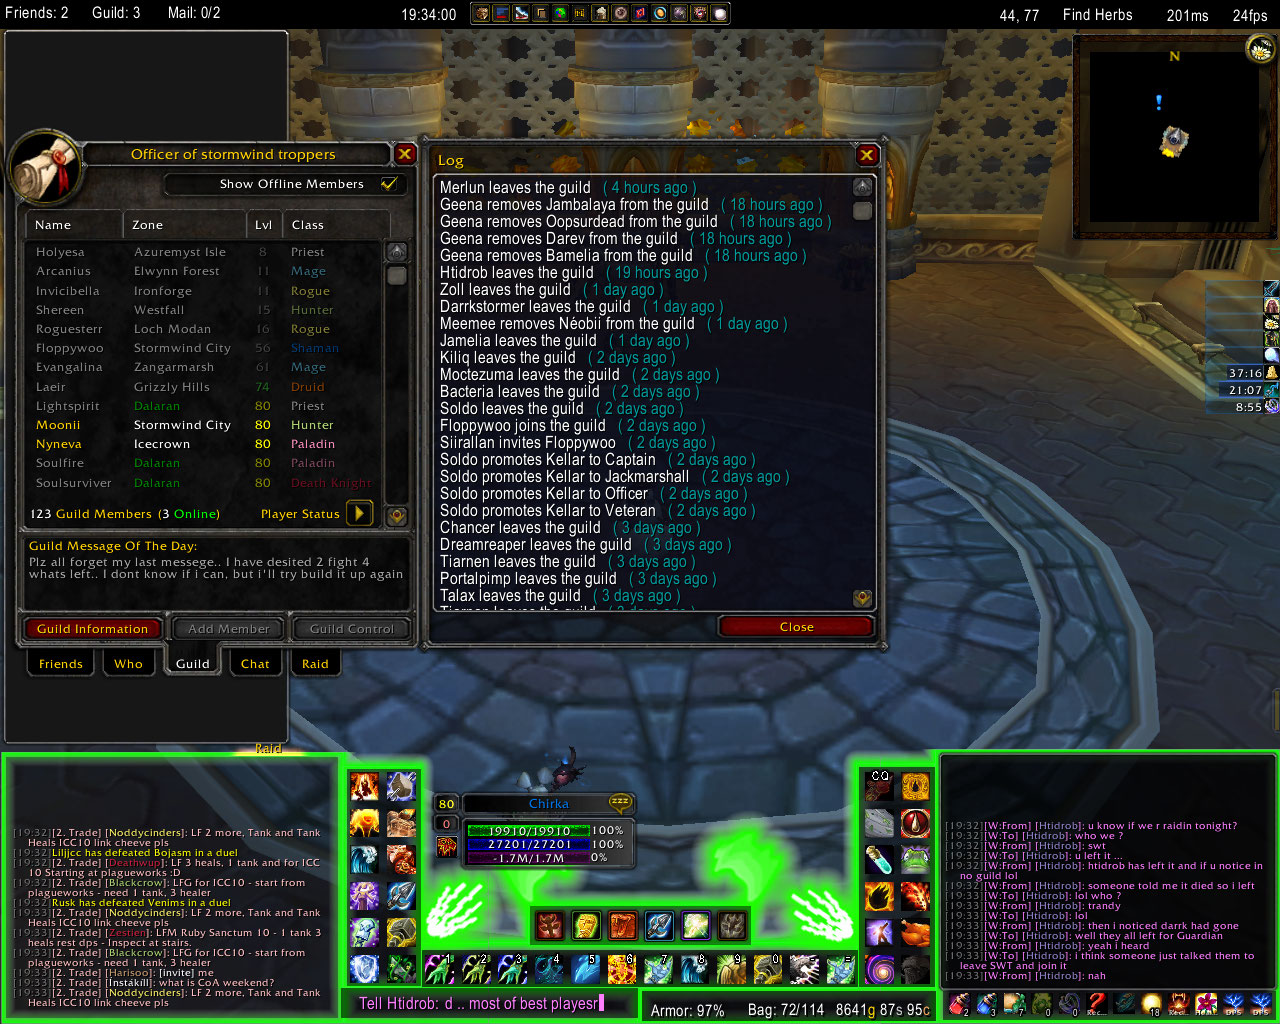 Friends: 2 Guild: 3 Mail: 0/2 19:34:00 44, 77 Find Herbs 201ms 24fps
N
Officer of stormwind troppers
Show Offline Members
Name Zone Lvl Class
Holyesa Azuremyst Isle 8 Priest
Arcanius Elwynn Forest 11 Mage
Invicibella Ironforge 11 Rogue
Shereen Westfall 15 Hunter
Roguesterr Loch Modan 16 Rogue
Floppywoo Stormwind City 56 Shaman
Evangalina Zangarmarsh 61 Mage
Laeir Grizzly Hills 74 Druid
Lightspirit Dalaran 80 Priest
Moonii Stormwind City 80 Hunter
Nyneva Icecrown 80 Paladin
Soulfire Dalaran 80 Paladin
Soulsurviver Dalaran 80 Death Knight
123 Guild Members (3 Online) Player Status
Guild Message Of The Day:
Plz all forget my last messege.. I have desited 2 fight 4
whats left.. I dont know if i can, but i'll try build it up again
Guild Information Add Member Guild Control
Friends Who Guild Chat Raid
Log
Merlun leaves the guild ( 4 hours ago )
Geena removes Jambalaya from the guild ( 18 hours ago )
Geena removes Oopsurdead from the guild ( 18 hours ago )
Geena removes Darev from the guild ( 18 hours ago )
Geena removes Bamelia from the guild ( 18 hours ago )
Htidrob leaves the guild ( 19 hours ago )
Zoll leaves the guild ( 1 day ago )
Darrkstormer leaves the guild ( 1 day ago )
Meemee removes Néobii from the guild ( 1 day ago )
Jamelia leaves the guild ( 1 day ago )
Kiliq leaves the guild ( 2 days ago )
Moctezuma leaves the guild ( 2 days ago )
Bacteria leaves the guild ( 2 days ago )
Soldo leaves the guild ( 2 days ago )
Floppywoo joins the guild ( 2 days ago )
Siirallan invites Floppywoo ( 2 days ago )
Soldo promotes Kellar to Captain ( 2 days ago )
Soldo promotes Kellar to Jackmarshall ( 2 days ago )
Soldo promotes Kellar to Officer ( 2 days ago )
Soldo promotes Kellar to Veteran ( 2 days ago )
Chancer leaves the guild ( 3 days ago )
Dreamreaper leaves the guild ( 3 days ago )
Tiarnen leaves the guild ( 3 days ago )
Portalpimp leaves the guild ( 3 days ago )
Talax leaves the guild ( 3 days ago )
Close
37:16
21:07
8:55
Raid
[19:32][2. Trade] [Noddycinders]: LF 2 more, Tank and Tank
Heals ICC10 link cheeve pls
Liljjcc has defeated Bojasm in a duel
[19:32][2. Trade] [Deathwup]: LF 3 heals, 1 tank and for ICC
10 Starting at plagueworks :D
[19:32][2. Trade] [Blackcrow]: LFG for ICC10 - start from
plagueworks - need 1 tank, 3 healer
Rusk has defeated Venims in a duel
[19:32][2. Trade] [Noddycinders]: LF 2 more, Tank and Tank
Heals ICC10 link cheeve pls
[19:33][2. Trade] [Zestien]: LFM Ruby Sanctum 10 - 1 tank 3
heals rest dps - Inspect at stairs.
[19:33][2. Trade] [Blackcrow]: LFG for ICC10 - start from
plagueworks - need 1 tank, 3 healer
[19:33][2. Trade] [Harisoo]: [invite] me
[19:33][2. Trade] [Instakill]: what is CoA weekend?
[19:33][2. Trade] [Noddycinders]: LF 2 more, Tank and Tank
Heals ICC10 link cheeve pls
80 Chirka zzz
0 19910/19910 100%
27201/27201 100%
-1.7M/1.7M 0%
Tell Htidrob: d .. most of best playesr
Armor: 97% Bag: 72/114 8641g 87s 95c
[19:32][W:From] [Htidrob]: u know if we r raidin tonight?
[19:32][W:To] [Htidrob]: who we ?
[19:32][W:From] [Htidrob]: swt
[19:32][W:To] [Htidrob]: u left it ...
[19:32][W:From] [Htidrob]: htidrob has left it and if u notice in
no guild lol
[19:33][W:From] [Htidrob]: someone told me it died so i left
[19:33][W:To] [Htidrob]: lol who ?
[19:33][W:From] [Htidrob]: trandy
[19:33][W:To] [Htidrob]: lol
[19:33][W:From] [Htidrob]: then i noticed darrk had gone
[19:33][W:To] [Htidrob]: well they all left for Guardian
[19:33][W:From] [Htidrob]: yeah i heard
[19:33][W:To] [Htidrob]: i think someone just talked them to
leave SWT and join it
[19:33][W:From] [Htidrob]: nah